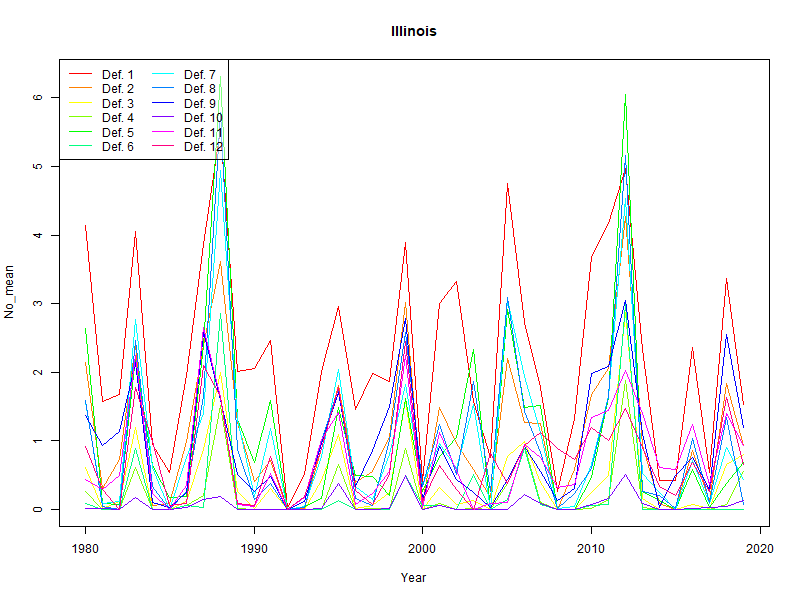 Illinois
Def. 1 Def. 7
Def. 2 Def. 8
Def. 3 Def. 9
Def. 4 Def. 10
Def. 5 Def. 11
Def. 6 Def. 12
6
5
4
3
2
1
0
No_mean
1980 1990 2000 2010 2020
Year